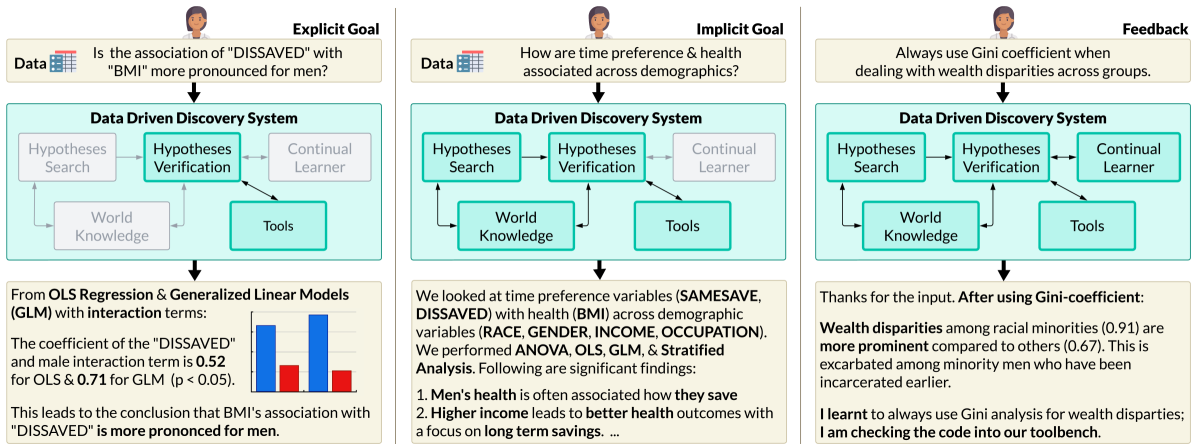 Explicit Goal
Data
Is the association of "DISSAVED" with
"BMI" more pronounced for men?
Data Driven Discovery System
Hypotheses
Search
Hypotheses
Verification
Continual
Learner
World
Knowledge
Tools
From OLS Regression & Generalized Linear Models
(GLM) with interaction terms:
The coefficient of the "DISSAVED"
and male interaction term is 0.52
for OLS & 0.71 for GLM (p < 0.05).
This leads to the conclusion that BMI's association with
"DISSAVED" is more pronounced for men.
Implicit Goal
Data
How are time preference & health
associated across demographics?
Data Driven Discovery System
Hypotheses
Search
Hypotheses
Verification
Continual
Learner
World
Knowledge
Tools
We looked at time preference variables (SAMESAVE,
DISSAVED) with health (BMI) across demographic
variables (RACE, GENDER, INCOME, OCCUPATION).
We performed ANOVA, OLS, GLM, & Stratified
Analysis. Following are significant findings:
1. Men's health is often associated how they save
2. Higher income leads to better health outcomes with
a focus on long term savings. ...
Feedback
Always use Gini coefficient when
dealing with wealth disparities across groups.
Data Driven Discovery System
Hypotheses
Search
Hypotheses
Verification
Continual
Learner
World
Knowledge
Tools
Thanks for the input. After using Gini-coefficient:
Wealth disparities among racial minorities (0.91) are
more prominent compared to others (0.67). This is
excarbated among minority men who have been
incarcerated earlier.
I learnt to always use Gini analysis for wealth disparties;
I am checking the code into our toolbench.